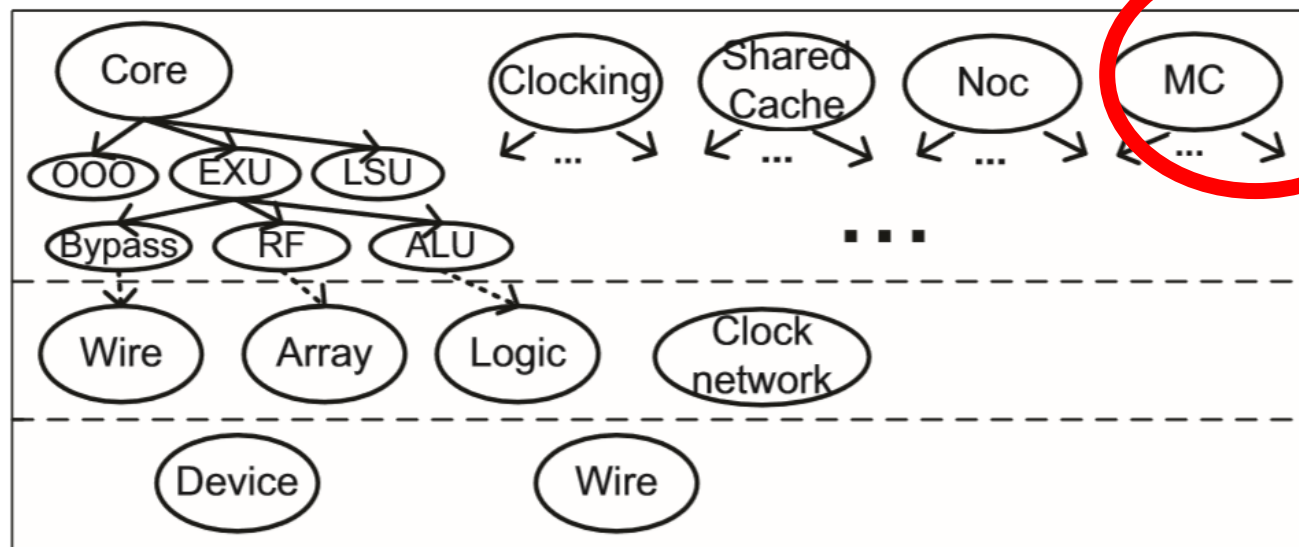 Core
Clocking
Shared
Cache
Noc
MC
...
...
...
...
OOO
EXU
LSU
Bypass
RF
ALU
...
Wire
Array
Logic
Clock
network
Device
Wire